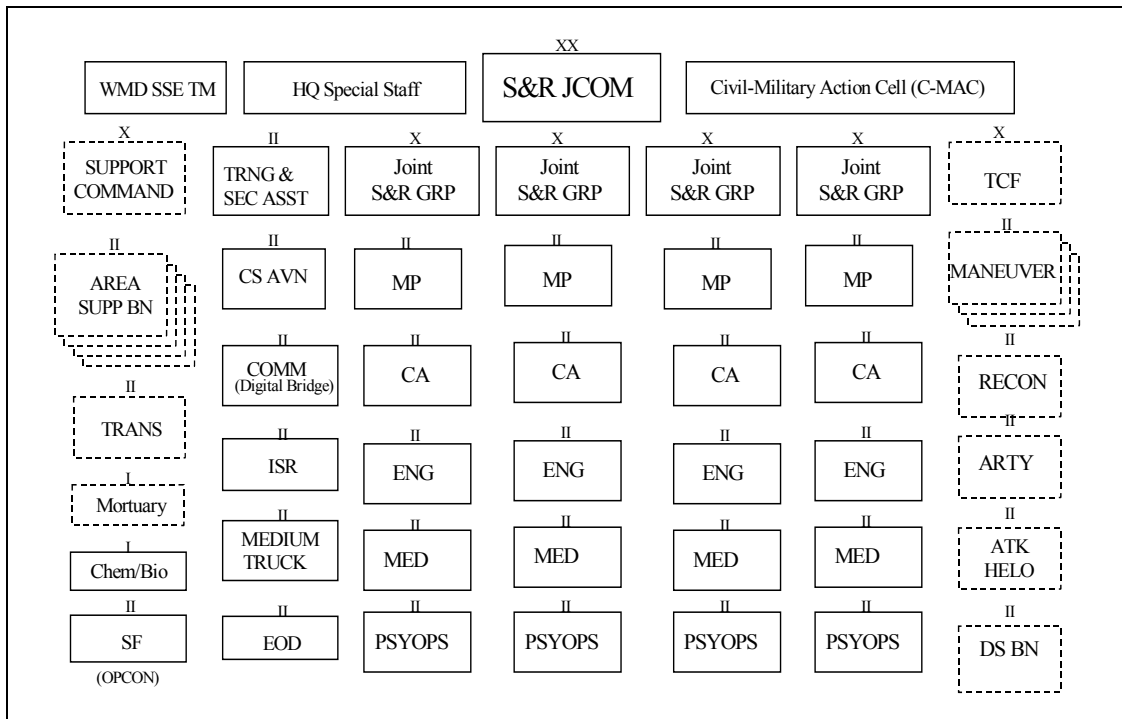 XX
WMD SSE TM
HQ Special Staff
S&R JCOM
Civil-Military Action Cell (C-MAC)
X
II
X
X
X
X
X
SUPPORT
COMMAND
TRNG &
SEC ASST
Joint
S&R GRP
Joint
S&R GRP
Joint
S&R GRP
Joint
S&R GRP
TCF
II
II
II
II
II
II
II
AREA
SUPP BN
CS AVN
MP
MP
MP
MP
MANEUVER
II
II
II
II
II
II
COMM
(Digital Bridge)
CA
CA
CA
CA
RECON
II
TRANS
II
II
II
II
II
II
ISR
ENG
ENG
ENG
ENG
ARTY
I
Mortuary
II
II
II
II
II
II
MEDIUM
TRUCK
MED
MED
MED
MED
ATK
HELO
I
Chem/Bio
II
II
II
II
II
II
II
SF
EOD
PSYOPS
PSYOPS
PSYOPS
PSYOPS
DS BN
(OPCON)